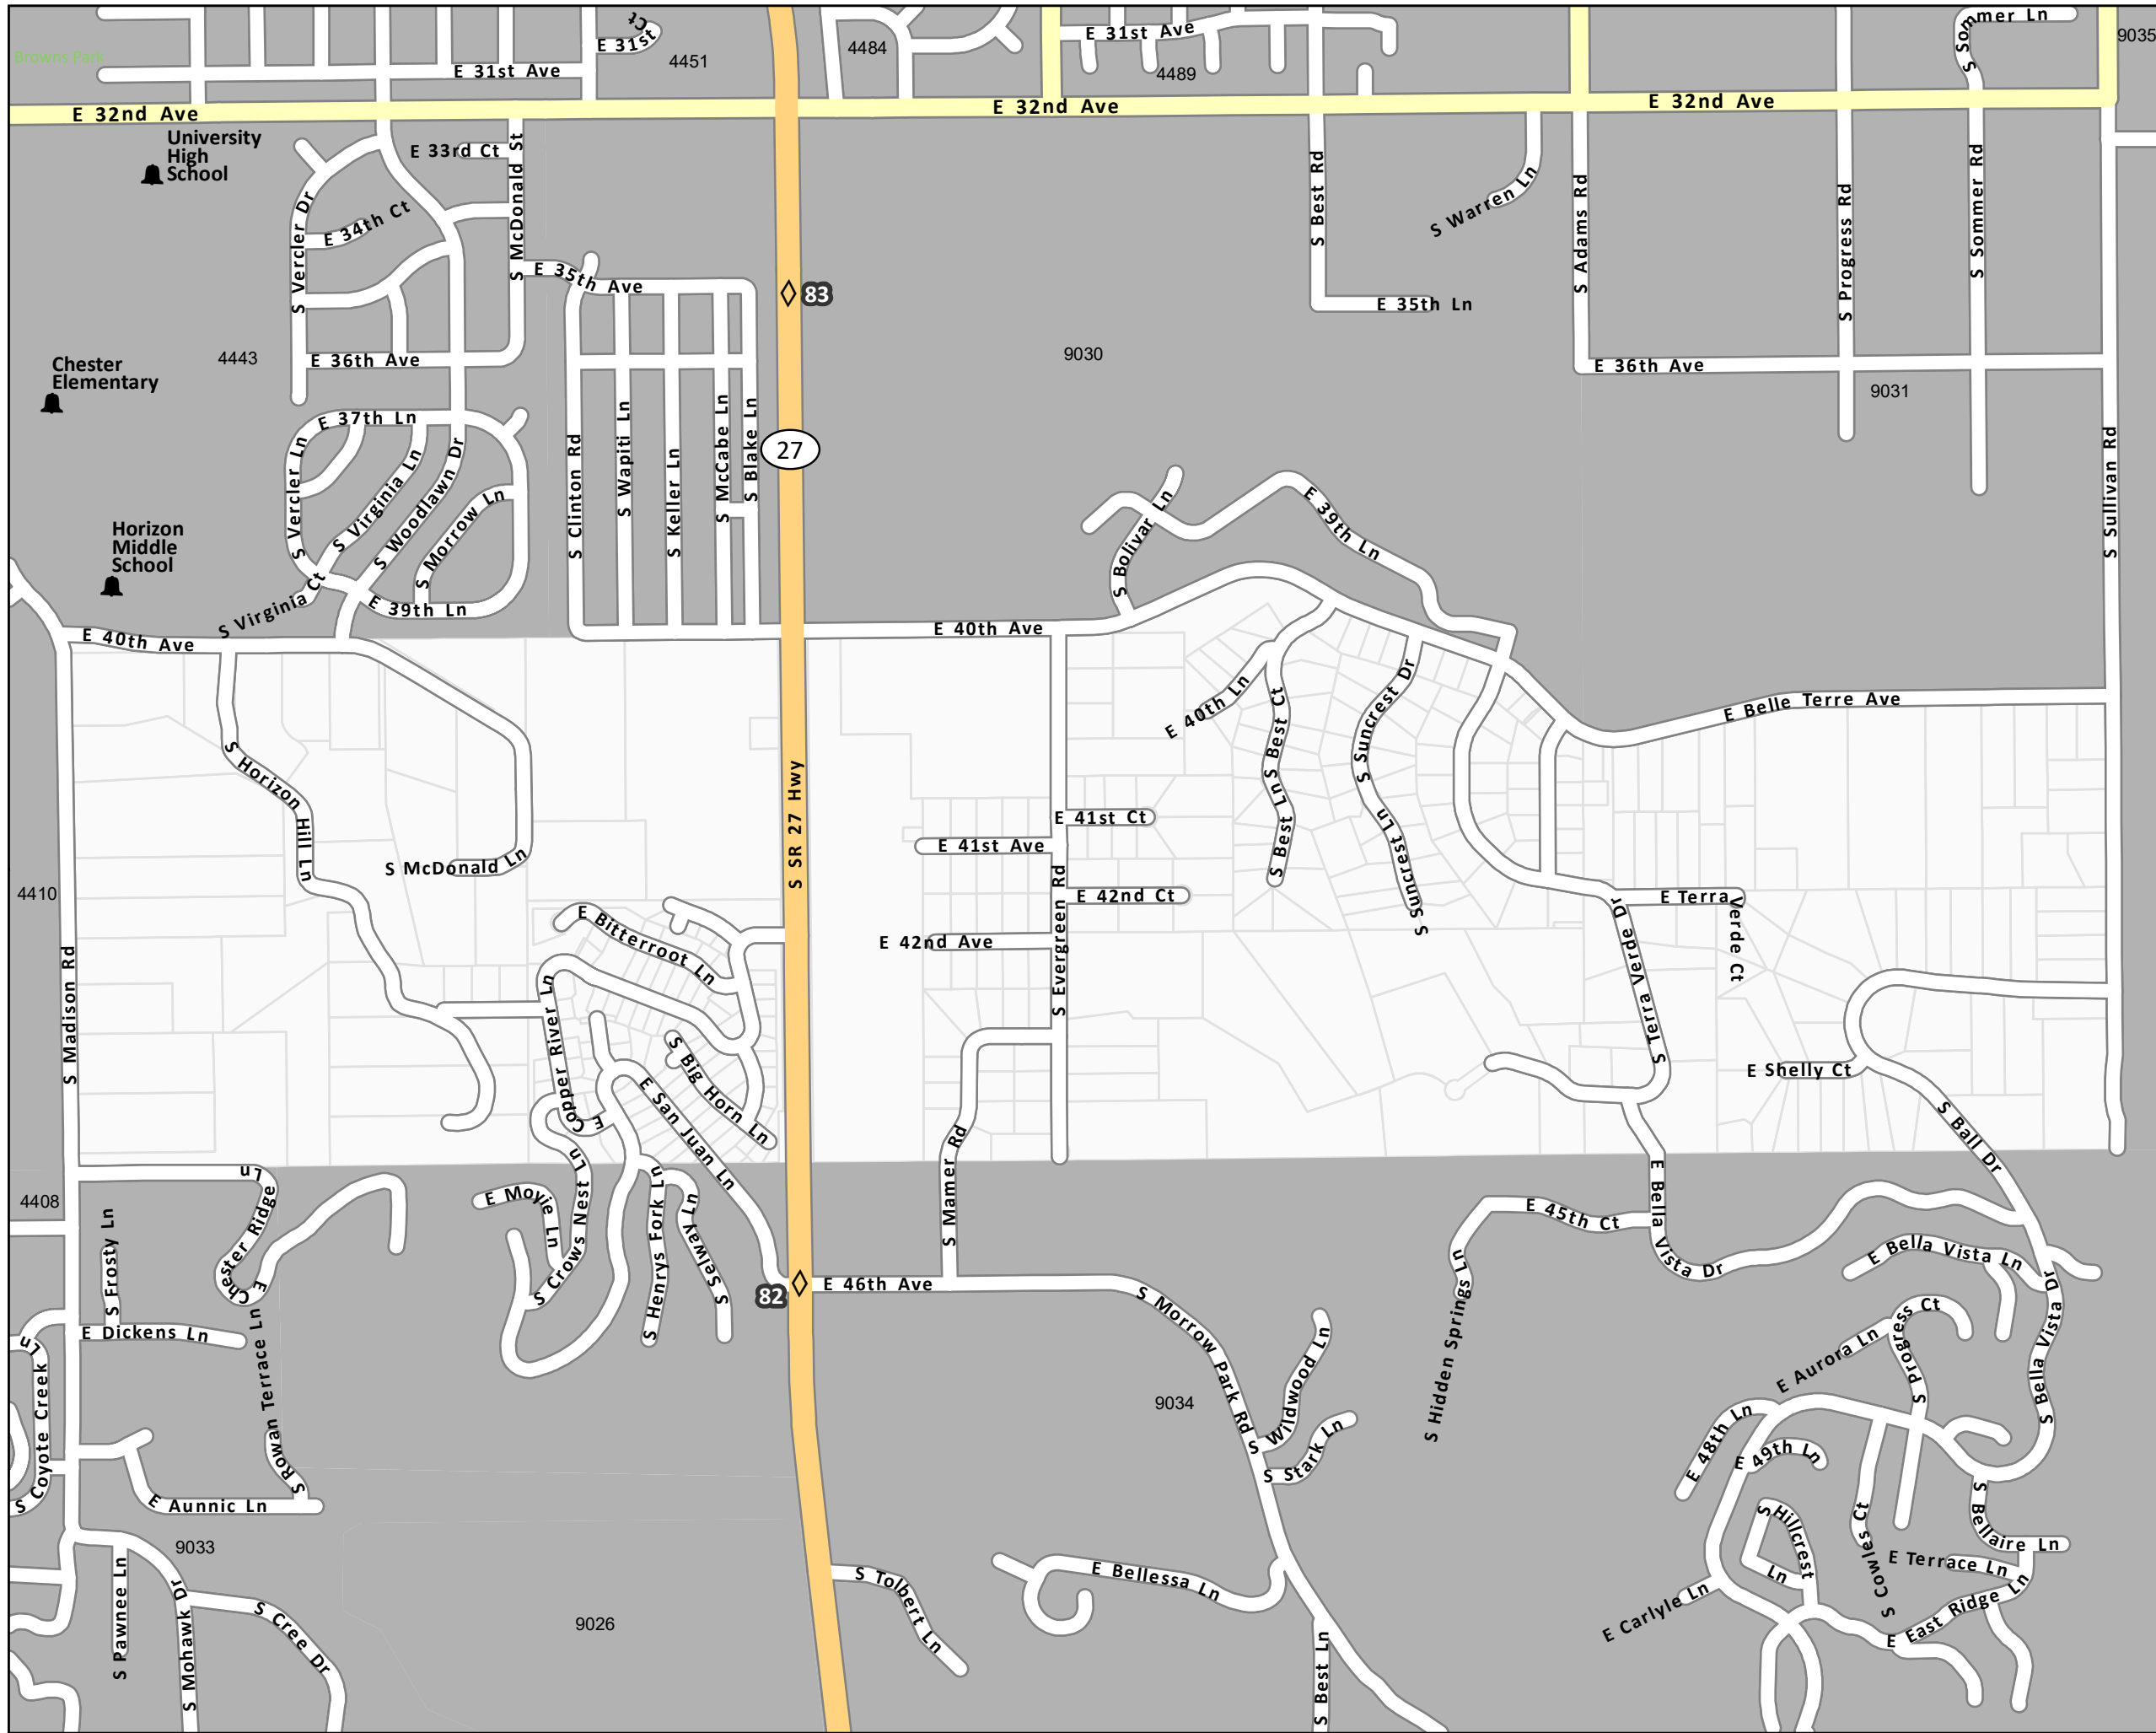 Browns Park
E 31st Ave
E 31st
Ct
4451
4484
E 31st Ave
4489
S Sommer Ln
9035
E 32nd Ave
E 32nd Ave
E 32nd Ave
University
High
School
E 33rd Ct
S McDonald St
S Vercler Dr
E 34th Ct
E 35th Ave
83
S Best Rd
S Warren Ln
S Adams Rd
S Progress Rd
S Sommer Rd
E 35th Ln
Chester
Elementary
4443
E 36th Ave
9030
E 36th Ave
9031
E 37th Ln
S Vercler Ln
S Virginia Ln
S Woodlawn Dr
S Morrow Ln
S Clinton Rd
S Wapiti Ln
S Keller Ln
S McCabe Ln
S Blake Ln
27
S Sullivan Rd
Horizon
Middle
School
S Virginia Ct
E 39th Ln
S Bolivar Ln
E 39th Ln
E 40th Ave
E 40th Ave
E 40th Ln
S Best Ct
S Best Ln
S Suncrest Dr
S Suncrest Ln
E Belle Terre Ave
S Horizon Hill Ln
S McDonald Ln
S SR 27 Hwy
E 41st Ct
E 41st Ave
E 42nd Ct
E 42nd Ave
S Evergreen Rd
4410
S Madison Rd
E Bitterroot Ln
E Copper River Ln
S Big Horn Ln
E San Juan Ln
S Terra Verde Dr
E Terra Verde Ct
E Shelly Ct
S Ball Dr
S Mamer Rd
4408
E Chester Ridge Ln
S Frosty Ln
E Moyie Ln
S Crows Nest Ln
S Henrys Fork Ln
S Selway Ln
82
E 46th Ave
E 45th Ct
E Bella Vista Dr
E Bella Vista Ln
S Bella Vista Dr
S Hidden Springs Ln
E Dickens Ln
S Rowan Terrace Ln
S Coyote Creek Ln
S Morrow Park Rd
S Wildwood Ln
S Stark Ln
9034
S Progress Ct
E Aurora Ln
E 48th Ln
E 49th Ln
E Aunnic Ln
9033
S Pawnee Ln
S Mohawk Dr
S Cree Dr
9026
S Tolbert Ln
E Bellessa Ln
S Best Ln
S Hillcrest Ln
S Cowles Ct
S Bellaire Ln
E Terrace Ln
E East Ridge Ln
E Carlyle Ln